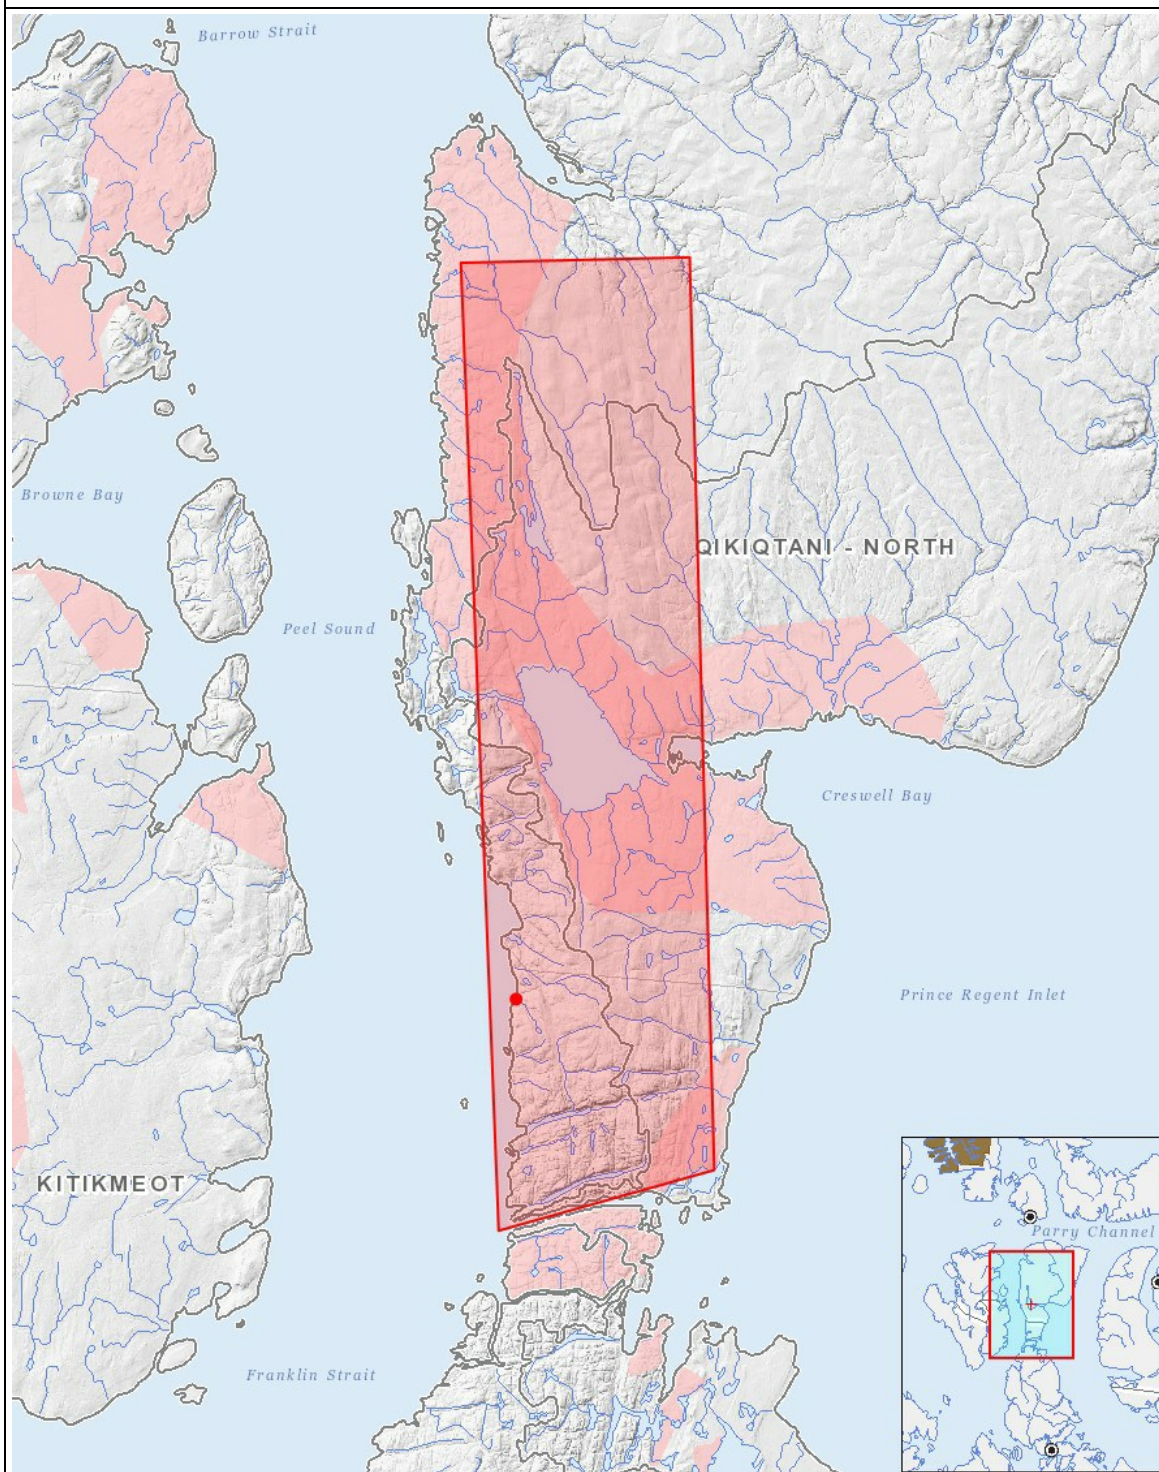 Barrow Strait
Browne Bay
QIKIQTANI - NORTH
Peel Sound
Creswell Bay
Prince Regent Inlet
KITIKMEOT
Parry Channel
Franklin Strait